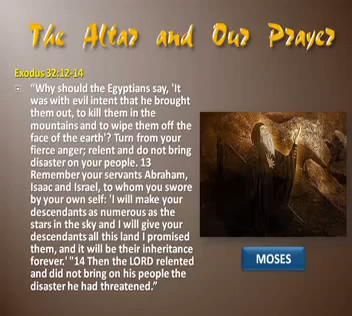 The Altar and Our Prayer
Exodus 32:12-14
"Why should the Egyptians say, 'It
was with evil intent that he brought
them out, to kill them in the
mountains and to wipe them off the
face of the earth'? Turn from your
fierce anger; relent and do not bring
disaster on your people. 13
Remember your servants Abraham,
Isaac and Israel, to whom you swore
by your own self: 'I will make your
descendants as numerous as the
stars in the sky and I will give your
descendants all this land I promised
them, and it will be their inheritance
forever.' "14 Then the LORD relented
and did not bring on his people the
disaster he had threatened."
MOSES